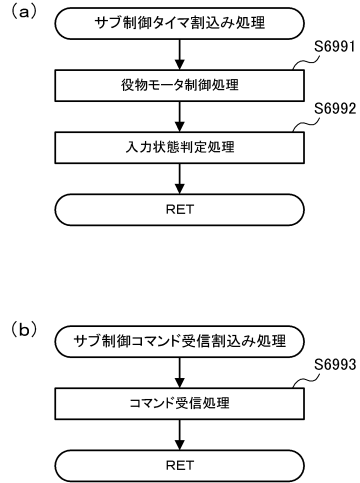 (a)
サブ制御タイマ割込み処理
S6991
役物モータ制御処理
S6992
入力状態判定処理
RET
(b)
サブ制御コマンド受信割込み処理
S6993
コマンド受信処理
RET